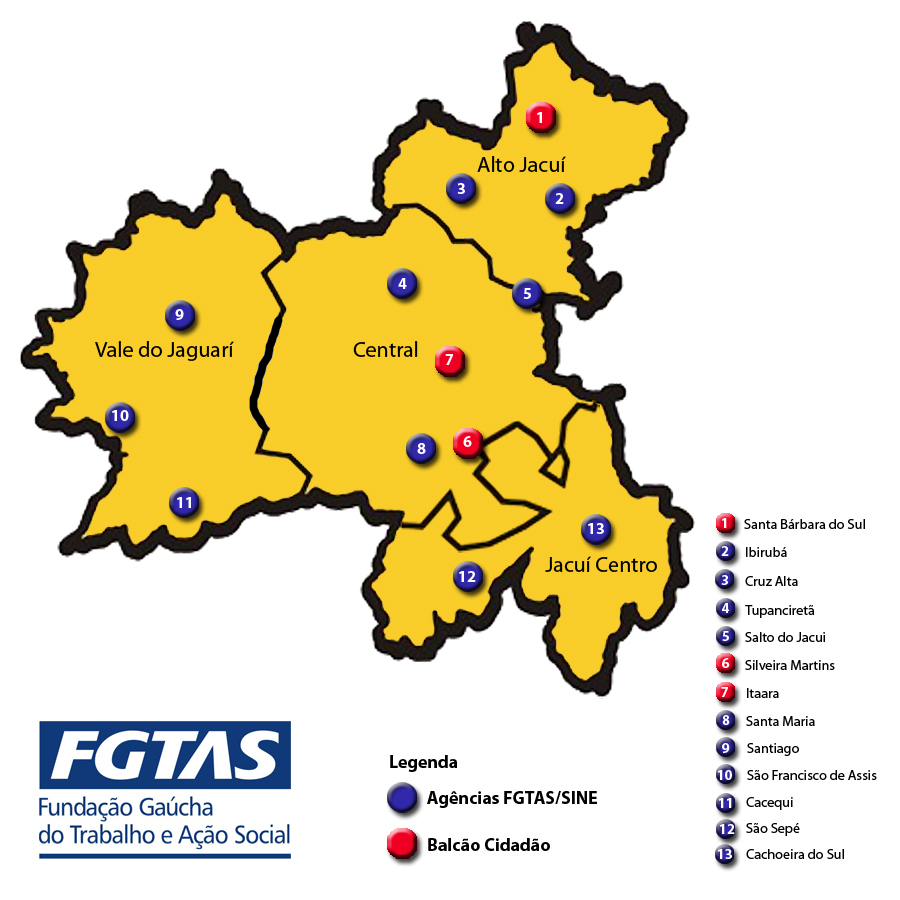 1
Alto Jacuí
3
2
4
5
9
Vale do Jaguarí
Central
7
10
8
6
11
13
Jacuí Centro
12
1 Santa Bárbara do Sul
2 Ibirubá
3 Cruz Alta
4 Tupanciretã
5 Salto do Jacui
6 Silveira Martins
7 Itaara
8 Santa Maria
9 Santiago
10 São Francisco de Assis
11 Cacequi
12 São Sepé
13 Cachoeira do Sul
FGTAS
Fundação Gaúcha
do Trabalho e Ação Social
Legenda
Agências FGTAS/SINE
Balcão Cidadão